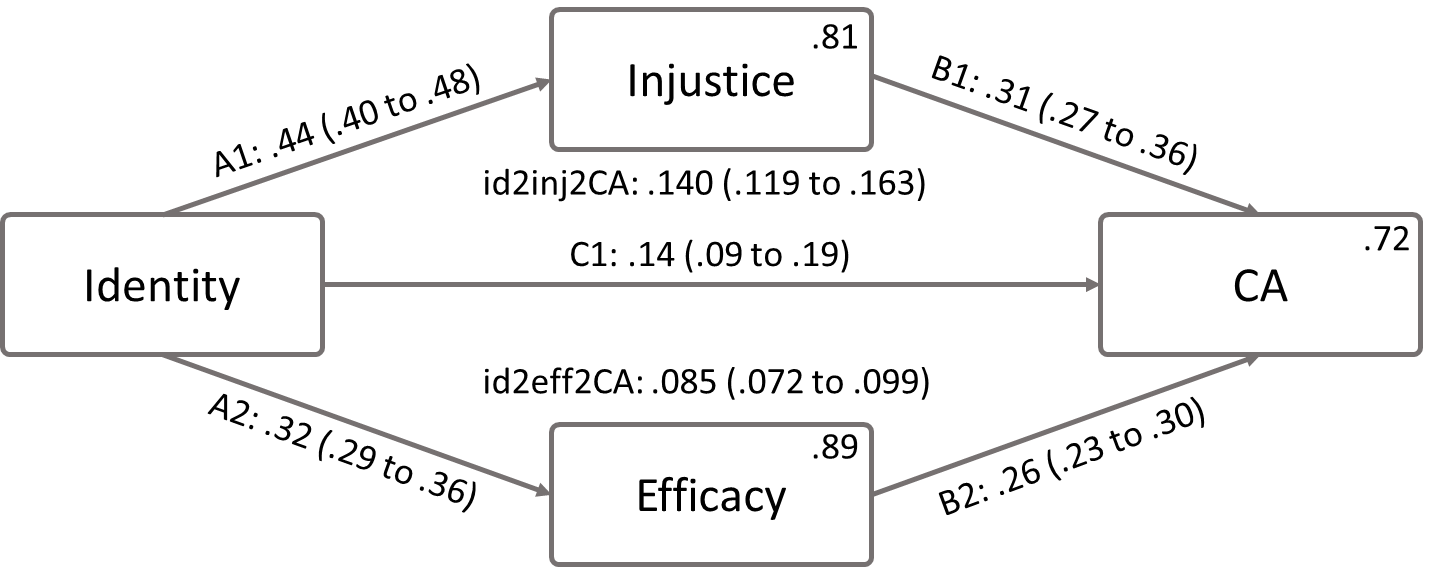 .81
Injustice
A1: .44 (.40 to .48)
B1: .31 (.27 to .36)
id2inj2CA: .140 (.119 to .163)
Identity
C1: .14 (.09 to .19)
.72
CA
id2eff2CA: .085 (.072 to .099)
A2: .32 (.29 to .36)
.89
Efficacy
B2: .26 (.23 to .30)